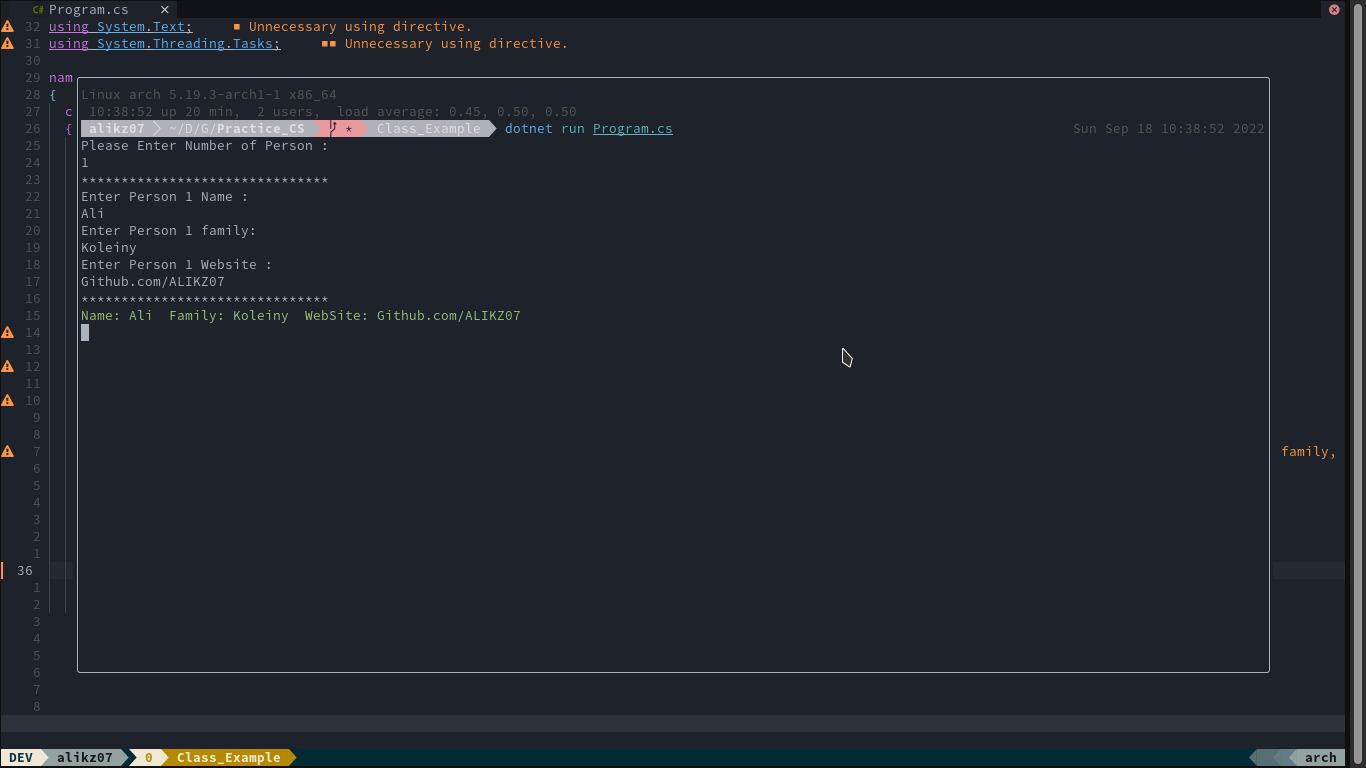 C# Program.cs ✕
32 using System.Text; ■ Unnecessary using directive.
31 using System.Threading.Tasks; ■■ Unnecessary using directive.
30
29 nam
28 { Linux arch 5.19.3-arch1-1 x86_64
27 c 10:38:52 up 20 min, 2 users, load average: 0.45, 0.50, 0.50
26 { alikz07 ~/D/G/Practice_CS * Class_Example dotnet run Program.cs Sun Sep 18 10:38:52 2022
25 Please Enter Number of Person :
24 1
23 *******************************
22 Enter Person 1 Name :
21 Ali
20 Enter Person 1 family:
19 Koleiny
18 Enter Person 1 Website :
17 Github.com/ALIKZ07
16 *******************************
15 Name: Ali  Family: Koleiny  WebSite: Github.com/ALIKZ07
14
13
12
11
10
9
8
7 family,
6
5
4
3
2
1
36
1
2
3
4
5
6
7
8
DEV alikz07 0 Class_Example arch